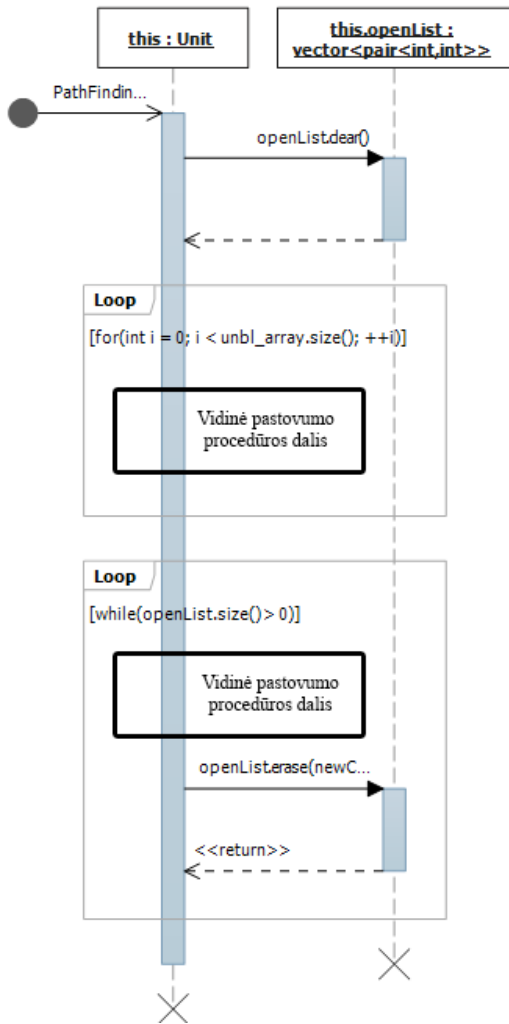 this : Unit
this.openList :
vector<pair<int,int>>
PathFindin...
openList.clear()
Loop
[for(int i = 0; i < unbl_array.size(); ++i)]
Vidinė pastovumo
procedūros dalis
Loop
[while(openList.size()> 0)]
Vidinė pastovumo
procedūros dalis
openList.erase(newC...
<<return>>